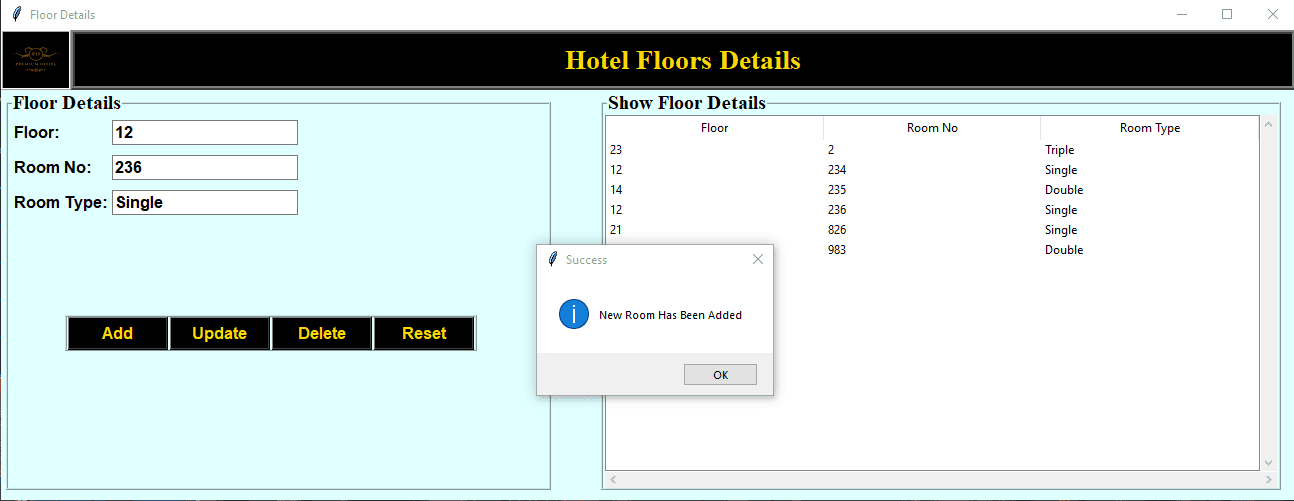 Floor Details
PREMIUM HOTEL
Hotel Floors Details
Floor Details
Floor:
12
Room No:
236
Room Type:
Single
Add Update Delete Reset
Show Floor Details
Floor Room No Room Type
23 2 Triple
12 234 Single
14 235 Double
12 236 Single
21 826 Single
983 Double
Success
New Room Has Been Added
OK